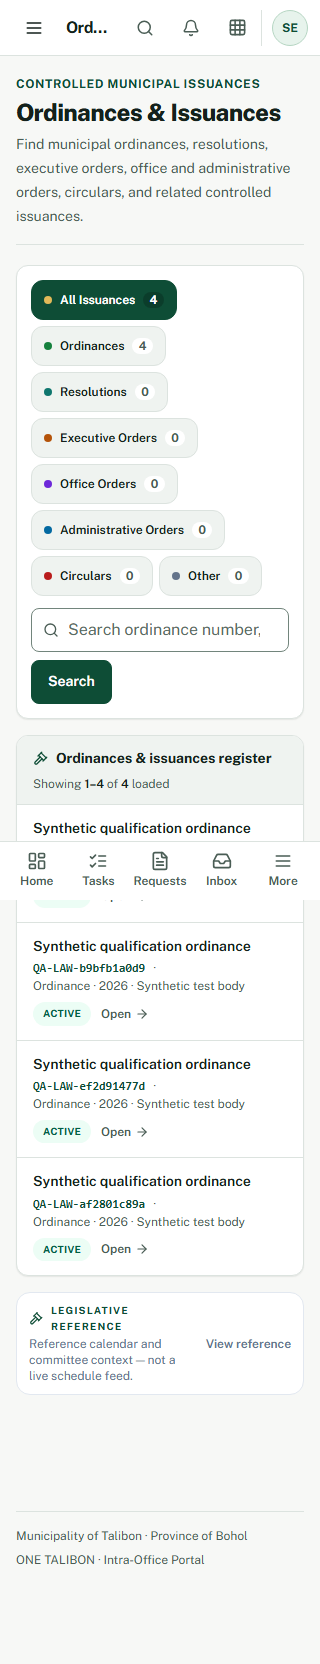 Ord...
SE
CONTROLLED MUNICIPAL ISSUANCES
Ordinances & Issuances
Find municipal ordinances, resolutions,
executive orders, office and administrative
orders, circulars, and related controlled
issuances.
All Issuances 4
Ordinances 4
Resolutions 0
Executive Orders 0
Office Orders 0
Administrative Orders 0
Circulars 0 Other 0
Search ordinance number,
Search
Ordinances & issuances register
Showing 1–4 of 4 loaded
Synthetic qualification ordinance
Home Tasks Requests Inbox More
Synthetic qualification ordinance
QA-LAW-b9bfb1a0d9 ·
Ordinance · 2026 · Synthetic test body
ACTIVE Open →
Synthetic qualification ordinance
QA-LAW-ef2d91477d ·
Ordinance · 2026 · Synthetic test body
ACTIVE Open →
Synthetic qualification ordinance
QA-LAW-af2801c89a ·
Ordinance · 2026 · Synthetic test body
ACTIVE Open →
LEGISLATIVE
REFERENCE
Reference calendar and
committee context — not a
live schedule feed.
View reference
Municipality of Talibon · Province of Bohol
ONE TALIBON · Intra-Office Portal